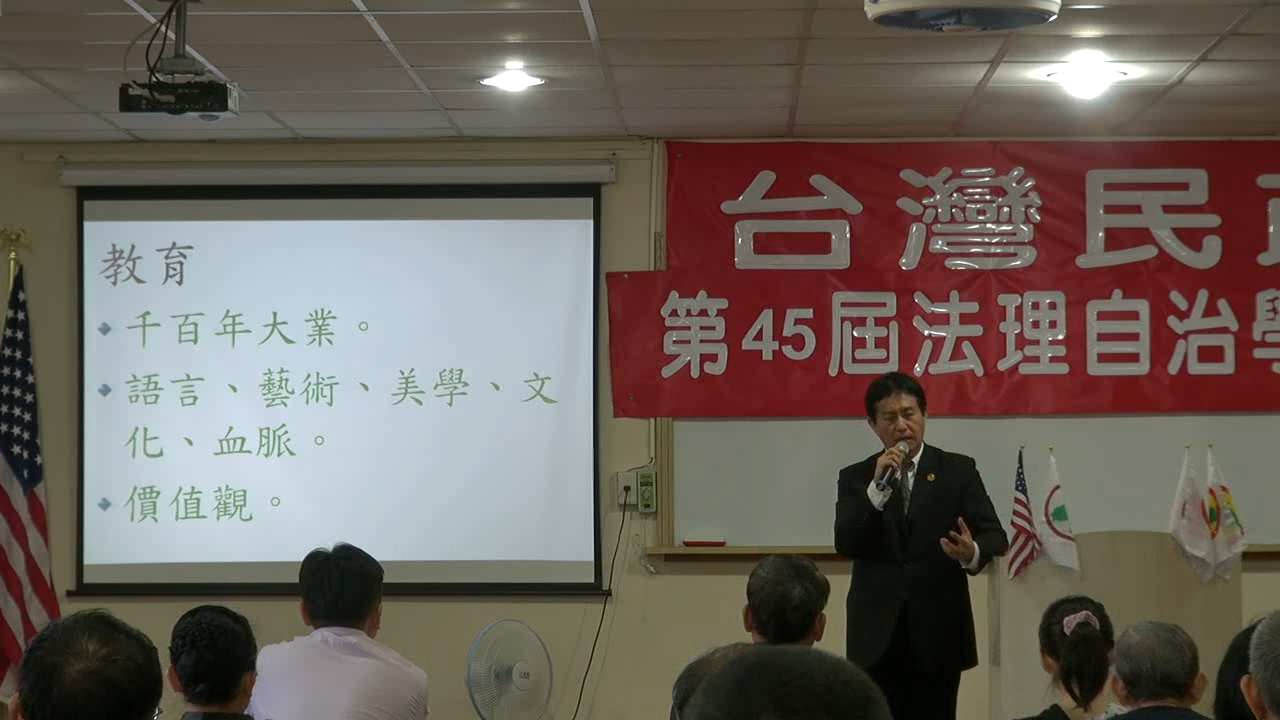 教育
千百年大業。
語言、藝術、美學、文
化、血脈。
價值觀。
台灣民
第45屆法理自治學